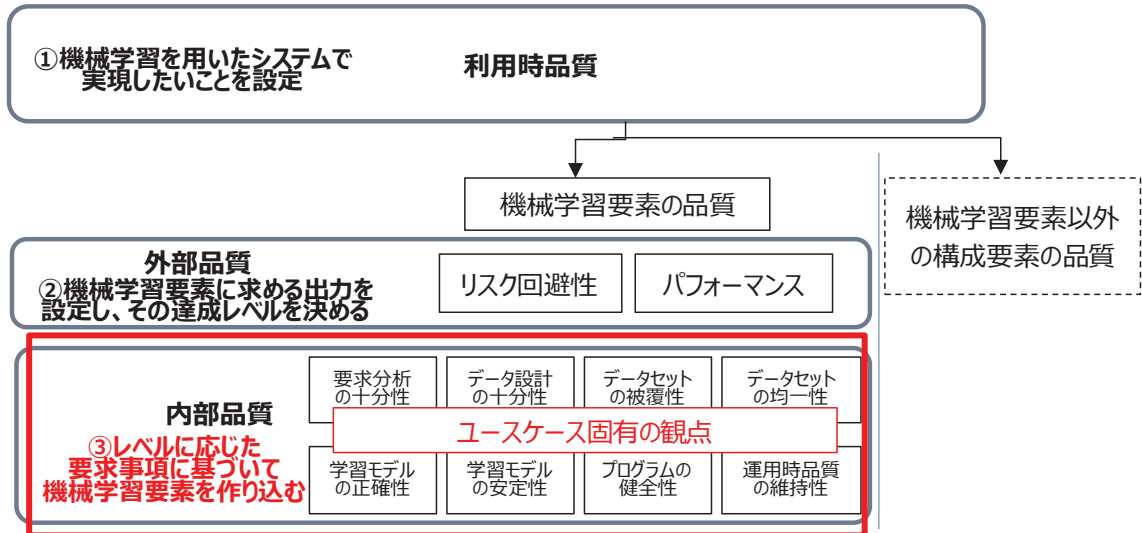 ①機械学習を用いたシステムで
実現したいことを設定
利用時品質
機械学習要素の品質
機械学習要素以外
の構成要素の品質
外部品質
②機械学習要素に求める出力を
設定し、その達成レベルを決める
リスク回避性
パフォーマンス
内部品質
③レベルに応じた
要求事項に基づいて
機械学習要素を作り込む
要求分析
の十分性
データ設計
の十分性
データセット
の被覆性
データセット
の均一性
ユースケース固有の観点
学習モデル
の正確性
学習モデル
の安定性
プログラムの
健全性
運用時品質
の維持性